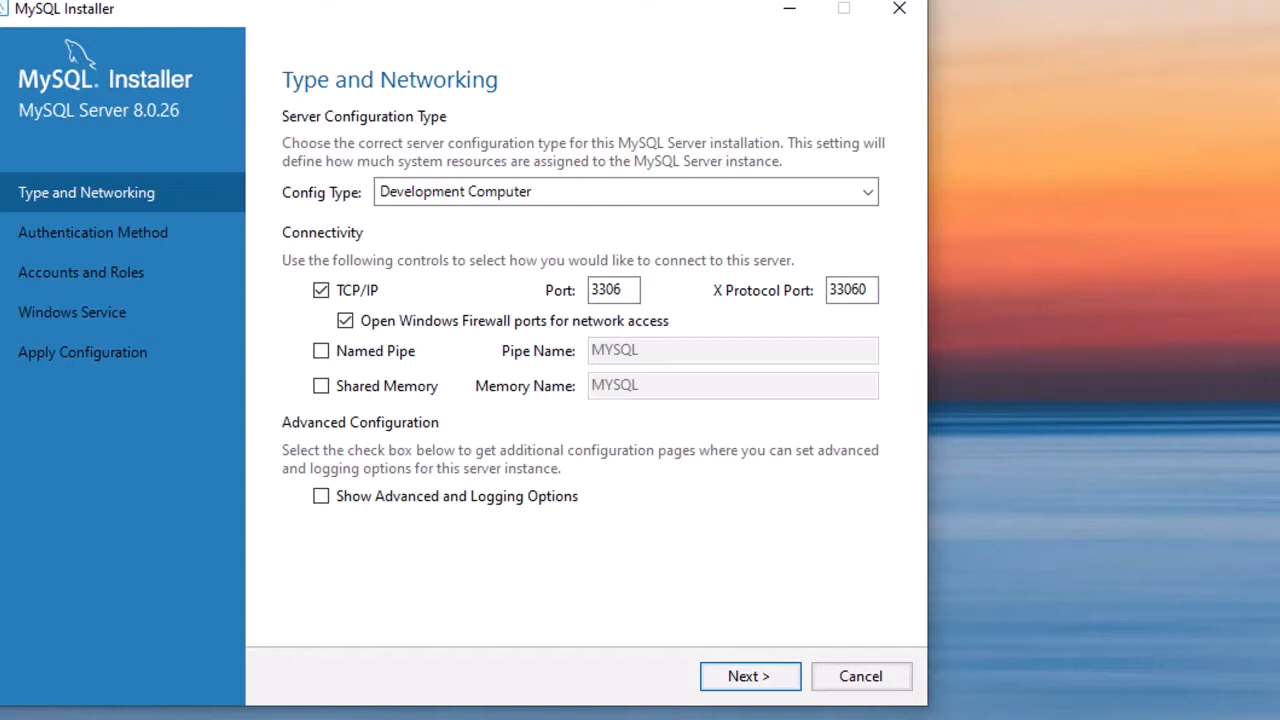 MySQL Installer
MySQL. Installer
MySQL Server 8.0.26
Type and Networking
Authentication Method
Accounts and Roles
Windows Service
Apply Configuration
Type and Networking
Server Configuration Type
Choose the correct server configuration type for this MySQL Server installation. This setting will
define how much system resources are assigned to the MySQL Server instance.
Config Type: Development Computer
Connectivity
Use the following controls to select how you would like to connect to this server.
TCP/IP Port: 3306 X Protocol Port: 33060
Open Windows Firewall ports for network access
Named Pipe Pipe Name: MYSQL
Shared Memory Memory Name: MYSQL
Advanced Configuration
Select the check box below to get additional configuration pages where you can set advanced
and logging options for this server instance.
Show Advanced and Logging Options
Next > Cancel